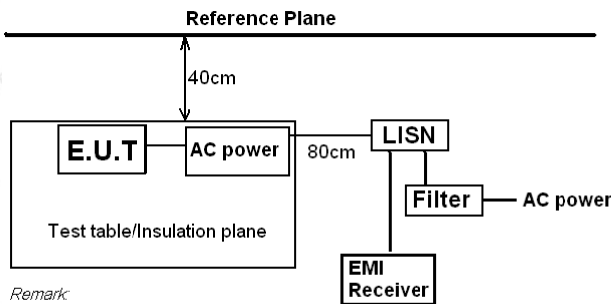 Reference Plane
40cm
E.U.T
AC power
80cm
LISN
Filter
AC power
Test table/Insulation plane
EMI
Receiver
Remark: